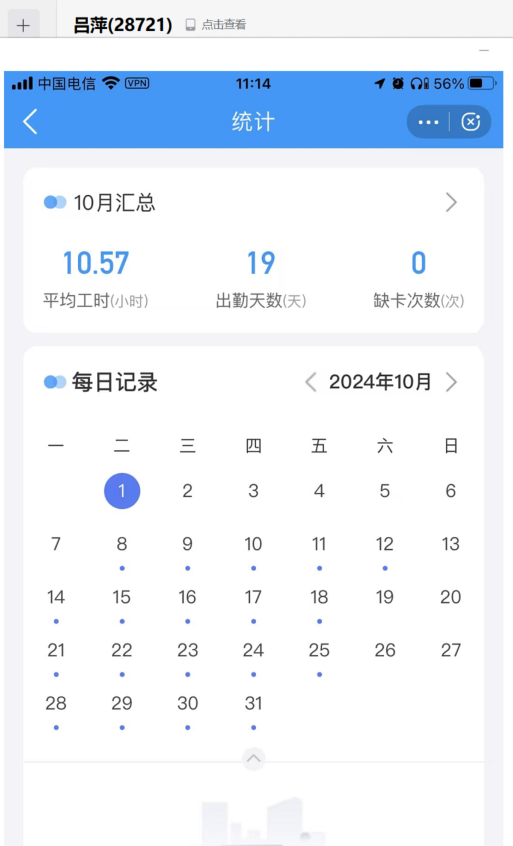 吕萍(28721) 点击查看
中国电信 VPN 11:14 56%
统计
10月汇总
10.57 19 0
平均工时(小时) 出勤天数(天) 缺卡次数(次)
每日记录 2024年10月
一 二 三 四 五 六 日
1 2 3 4 5 6
7 8 9 10 11 12 13
14 15 16 17 18 19 20
21 22 23 24 25 26 27
28 29 30 31